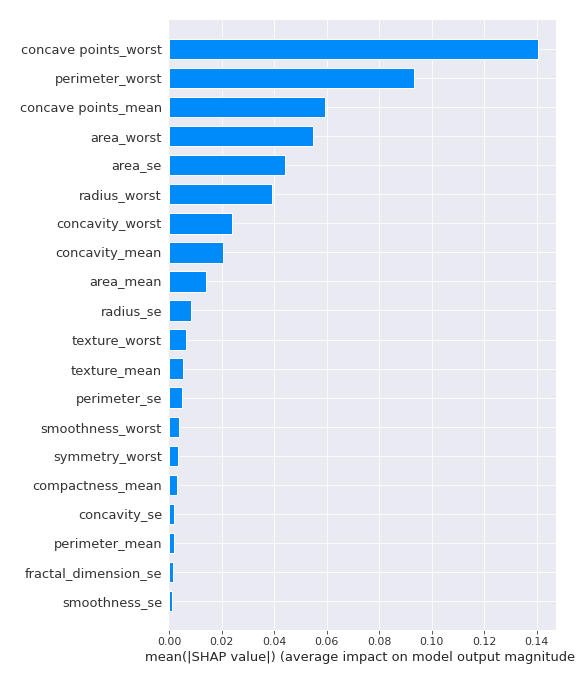 concave points_worst
perimeter_worst
concave points_mean
area_worst
area_se
radius_worst
concavity_worst
concavity_mean
area_mean
radius_se
texture_worst
texture_mean
perimeter_se
smoothness_worst
symmetry_worst
compactness_mean
concavity_se
perimeter_mean
fractal_dimension_se
smoothness_se
0.00 0.02 0.04 0.06 0.08 0.10 0.12 0.14
mean(|SHAP value|) (average impact on model output magnitude